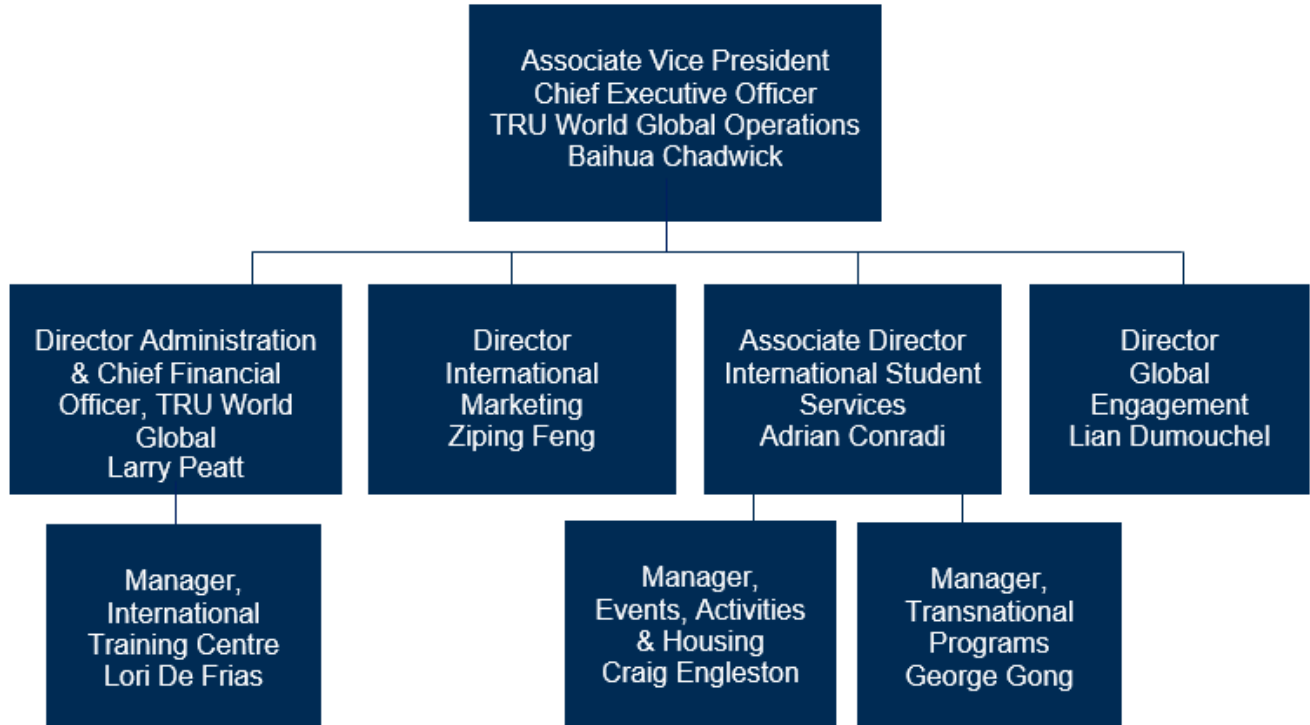 Associate Vice President
Chief Executive Officer
TRU World Global Operations
Baihua Chadwick
Director Administration
& Chief Financial
Officer, TRU World
Global
Larry Peatt
Director
International
Marketing
Ziping Feng
Associate Director
International Student
Services
Adrian Conradi
Director
Global
Engagement
Lian Dumouchel
Manager,
International
Training Centre
Lori De Frias
Manager,
Events, Activities
& Housing
Craig Engleston
Manager,
Transnational
Programs
George Gong